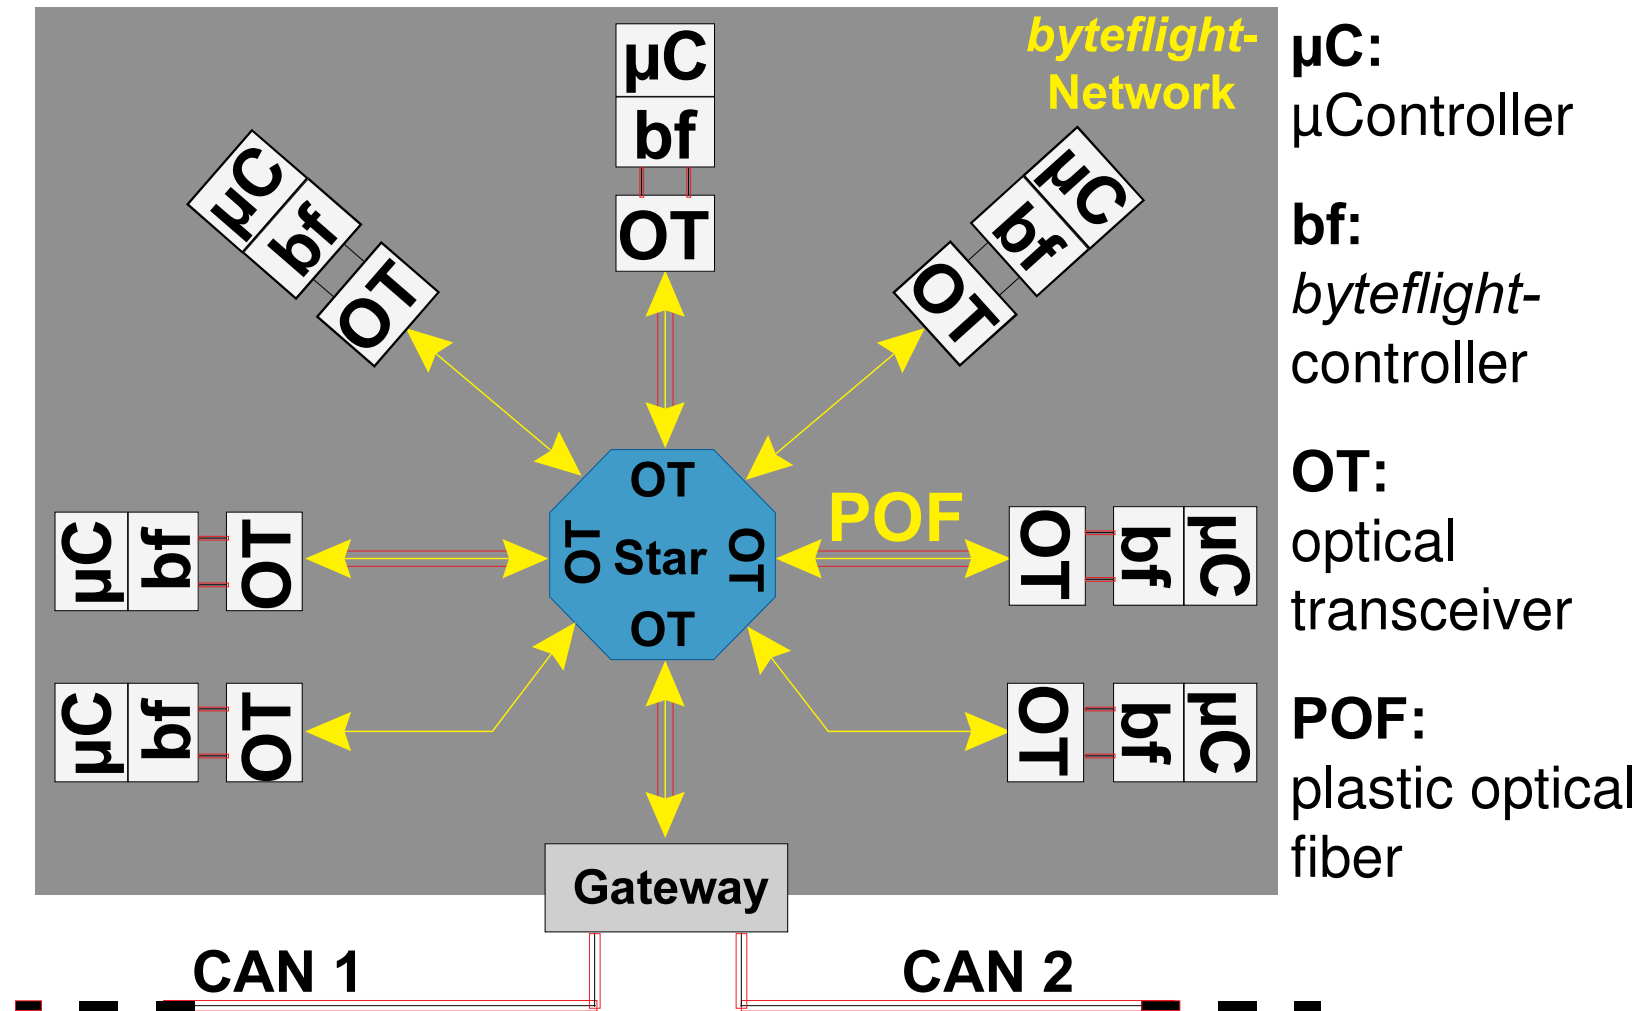 byteflight-
Network
µC
bf
OT
µC
bf
OT
µC
bf
OT
OT
OT
Star
OT
OT
POF
µC
bf
OT
OT
bf
µC
µC
bf
OT
OT
bf
µC
Gateway
CAN 1
CAN 2
µC:
µController
bf:
byteflight-
controller
OT:
optical
transceiver
POF:
plastic optical
fiber